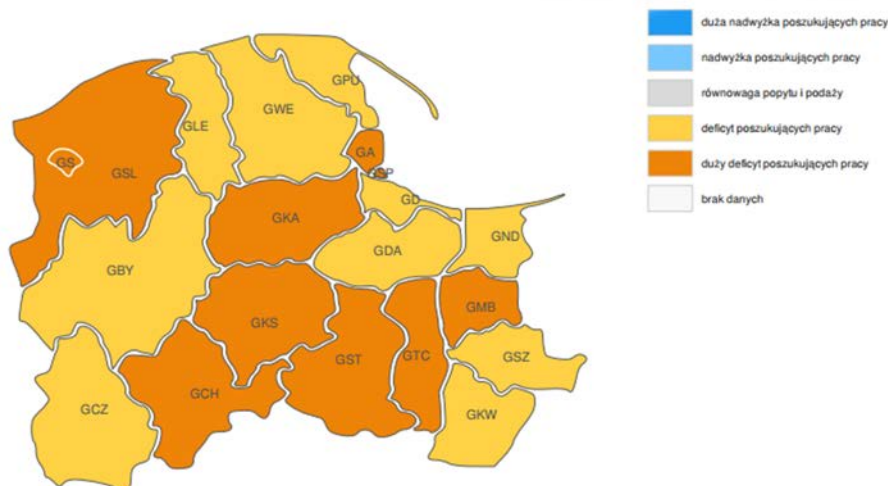 duża nadwyżka poszukujących pracy
nadwyżka poszukujących pracy
równowaga popytu i podaży
deficyt poszukujących pracy
duży deficyt poszukujących pracy
brak danych
GPU
GWE
GLE
GA
GS
GSL
GSP
GD
GKA
GND
GDA
GBY
GMB
GKS
GST
GTC
GSZ
GCH
GCZ
GKW